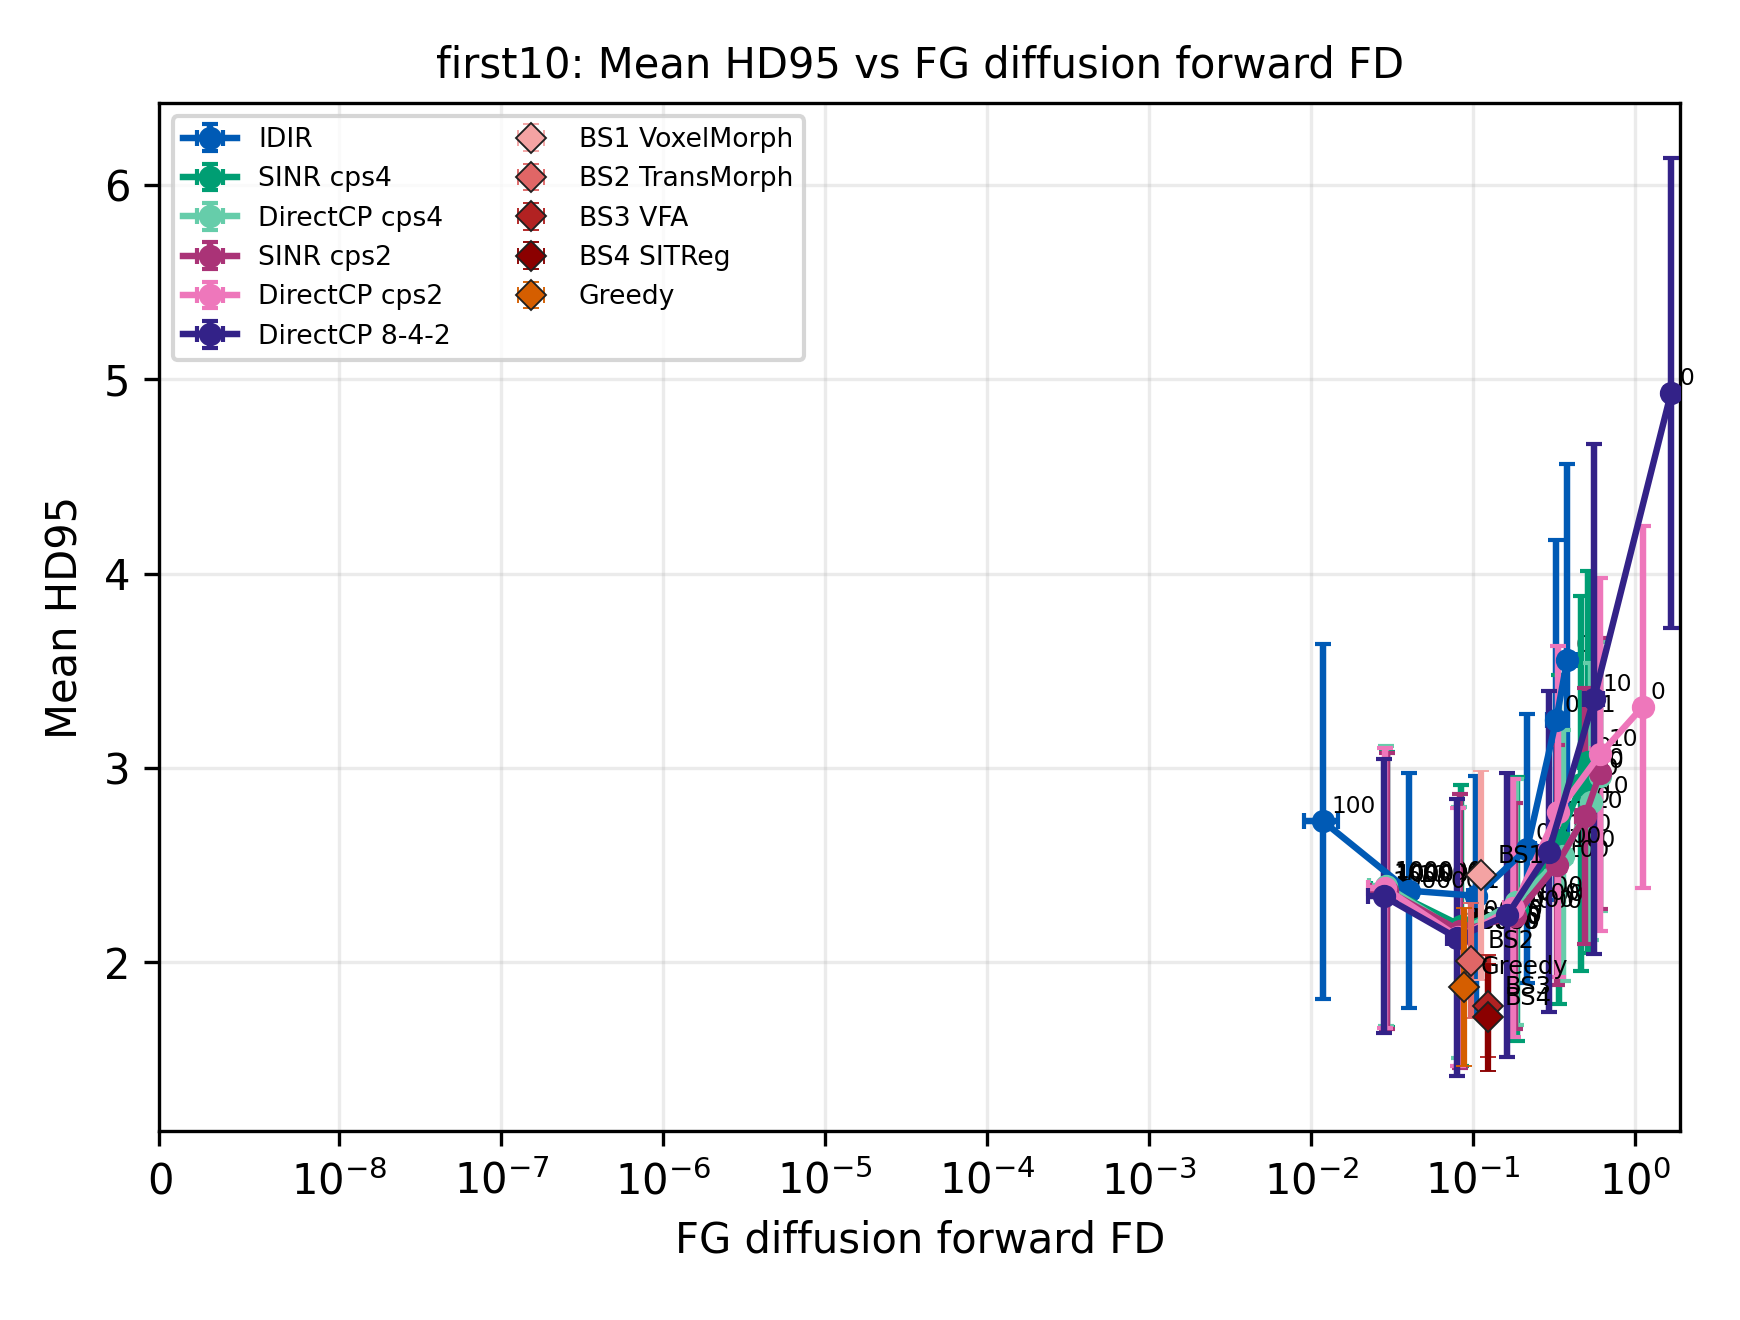 first10: Mean HD95 vs FG diffusion forward FD
IDIR
SINR cps4
DirectCP cps4
SINR cps2
DirectCP cps2
DirectCP 8-4-2
BS1 VoxelMorph
BS2 TransMorph
BS3 VFA
BS4 SITReg
Greedy
Mean HD95
6
5
4
3
2
0
10
0
10
100
BS1
BS2
Greedy
BS3
BS4
0
10⁻⁸
10⁻⁷
10⁻⁶
10⁻⁵
10⁻⁴
10⁻³
10⁻²
10⁻¹
10⁰
FG diffusion forward FD